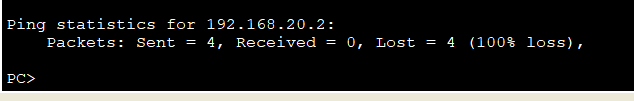 Ping statistics for 192.168.20.2:
    Packets: Sent = 4, Received = 0, Lost = 4 (100% loss),
PC>